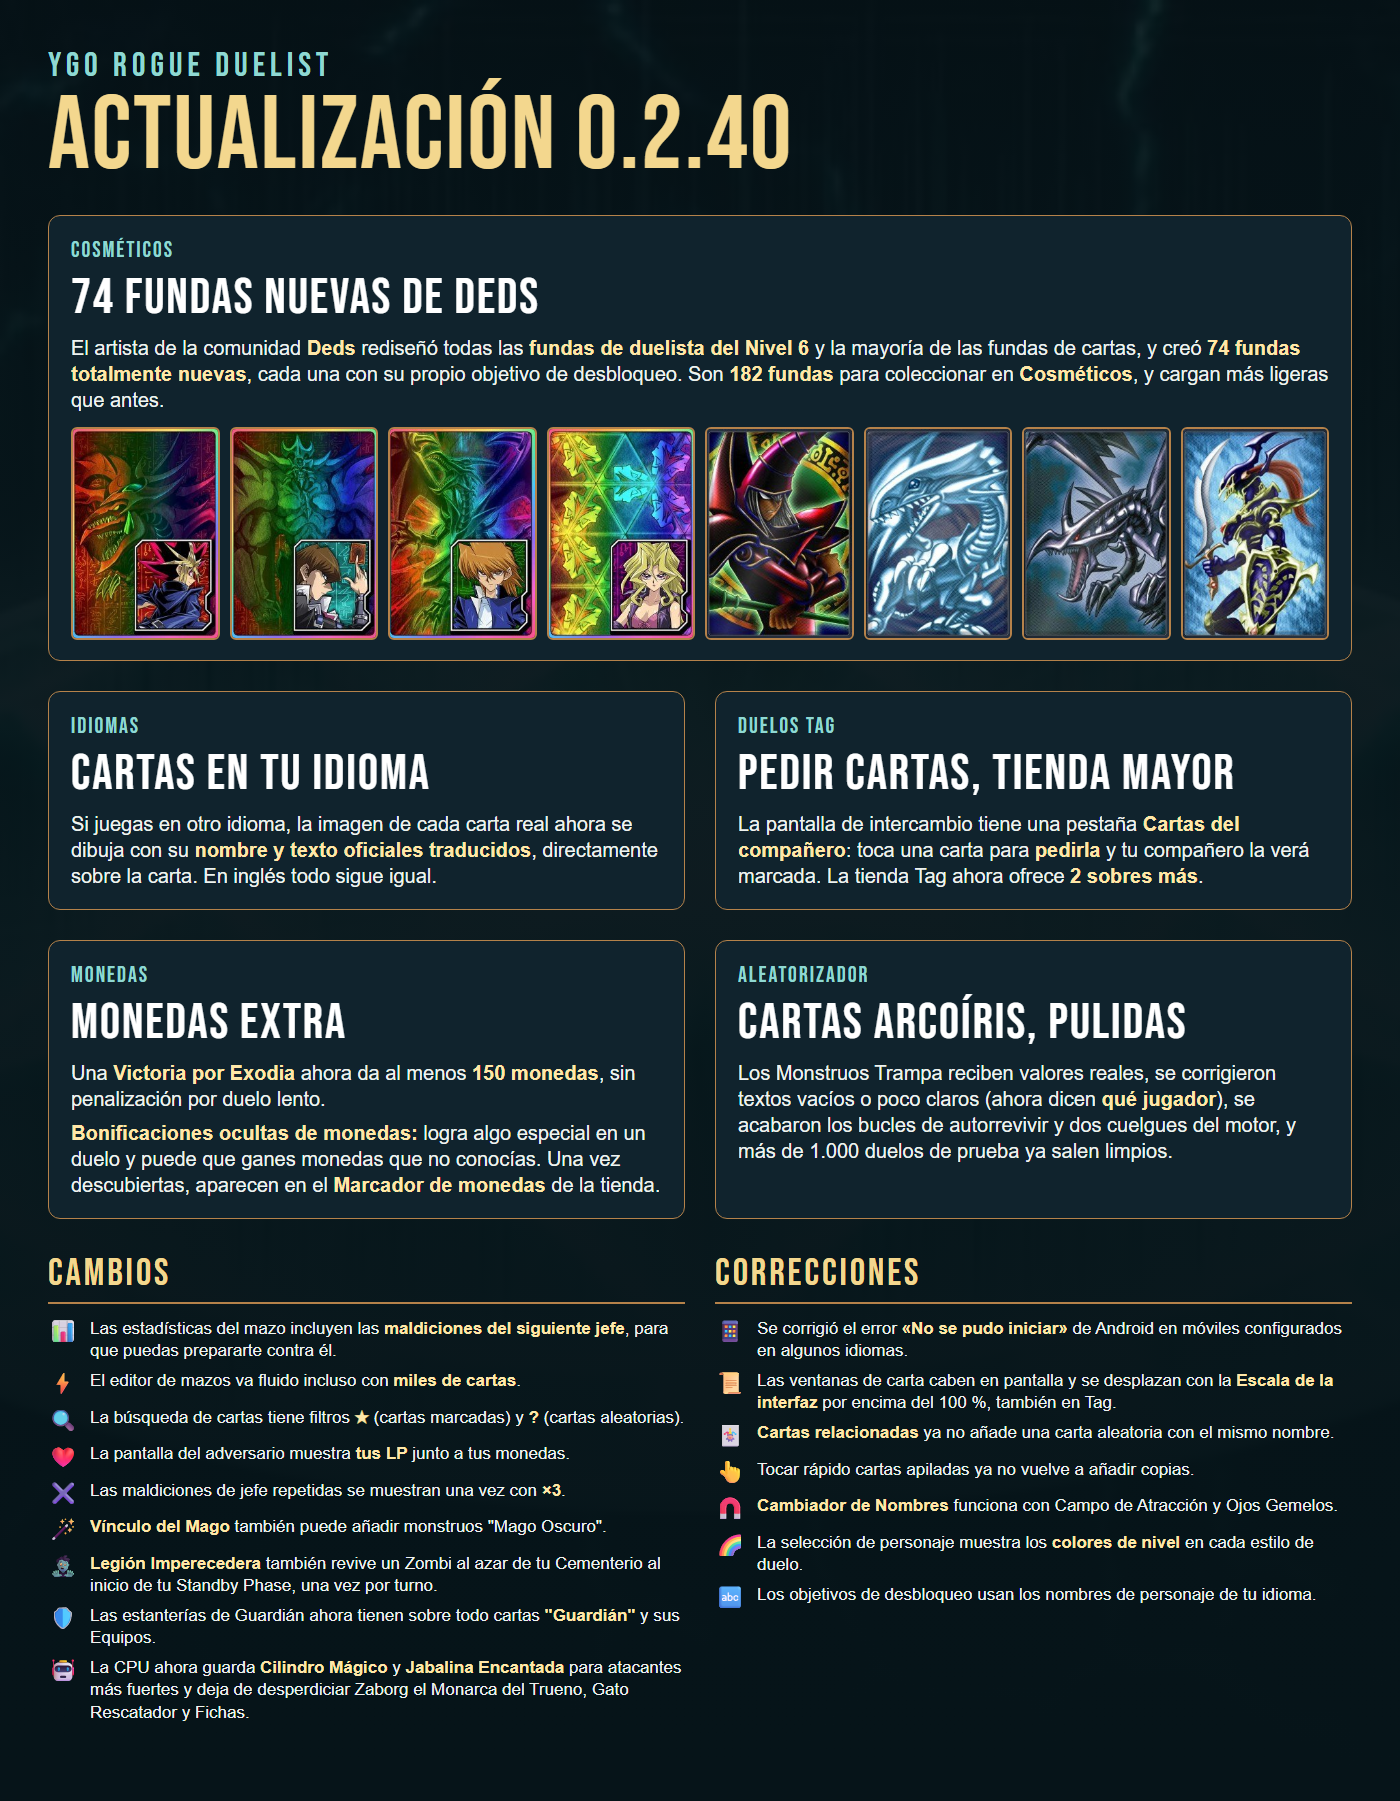 YGO ROGUE DUELIST
ACTUALIZACIÓN 0.2.40
COSMÉTICOS
74 FUNDAS NUEVAS DE DEDS
El artista de la comunidad Deds rediseñó todas las fundas de duelista del Nivel 6 y la mayoría de las fundas de cartas, y creó 74 fundas
totalmente nuevas, cada una con su propio objetivo de desbloqueo. Son 182 fundas para coleccionar en Cosméticos, y cargan más ligeras
que antes.
IDIOMAS
CARTAS EN TU IDIOMA
Si juegas en otro idioma, la imagen de cada carta real ahora se
dibuja con su nombre y texto oficiales traducidos, directamente
sobre la carta. En inglés todo sigue igual.
DUELOS TAG
PEDIR CARTAS, TIENDA MAYOR
La pantalla de intercambio tiene una pestaña Cartas del
compañero: toca una carta para pedirla y tu compañero la verá
marcada. La tienda Tag ahora ofrece 2 sobres más.
MONEDAS
MONEDAS EXTRA
Una Victoria por Exodia ahora da al menos 150 monedas, sin
penalización por duelo lento.
Bonificaciones ocultas de monedas: logra algo especial en un
duelo y puede que ganes monedas que no conocías. Una vez
descubiertas, aparecen en el Marcador de monedas de la tienda.
ALEATORIZADOR
CARTAS ARCOÍRIS, PULIDAS
Los Monstruos Trampa reciben valores reales, se corrigieron
textos vacíos o poco claros (ahora dicen qué jugador), se
acabaron los bucles de autorrevivir y dos cuelgues del motor, y
más de 1.000 duelos de prueba ya salen limpios.
CAMBIOS
Las estadísticas del mazo incluyen las maldiciones del siguiente jefe, para
que puedas prepararte contra él.
El editor de mazos va fluido incluso con miles de cartas.
La búsqueda de cartas tiene filtros ★ (cartas marcadas) y ? (cartas aleatorias).
La pantalla del adversario muestra tus LP junto a tus monedas.
Las maldiciones de jefe repetidas se muestran una vez con ×3.
Vínculo del Mago también puede añadir monstruos "Mago Oscuro".
Legión Imperecedera también revive un Zombi al azar de tu Cementerio al
inicio de tu Standby Phase, una vez por turno.
Las estanterías de Guardián ahora tienen sobre todo cartas "Guardián" y sus
Equipos.
La CPU ahora guarda Cilindro Mágico y Jabalina Encantada para atacantes
más fuertes y deja de desperdiciar Zaborg el Monarca del Trueno, Gato
Rescatador y Fichas.
CORRECCIONES
Se corrigió el error «No se pudo iniciar» de Android en móviles configurados
en algunos idiomas.
Las ventanas de carta caben en pantalla y se desplazan con la Escala de la
interfaz por encima del 100 %, también en Tag.
Cartas relacionadas ya no añade una carta aleatoria con el mismo nombre.
Tocar rápido cartas apiladas ya no vuelve a añadir copias.
Cambiador de Nombres funciona con Campo de Atracción y Ojos Gemelos.
La selección de personaje muestra los colores de nivel en cada estilo de
duelo.
abc Los objetivos de desbloqueo usan los nombres de personaje de tu idioma.